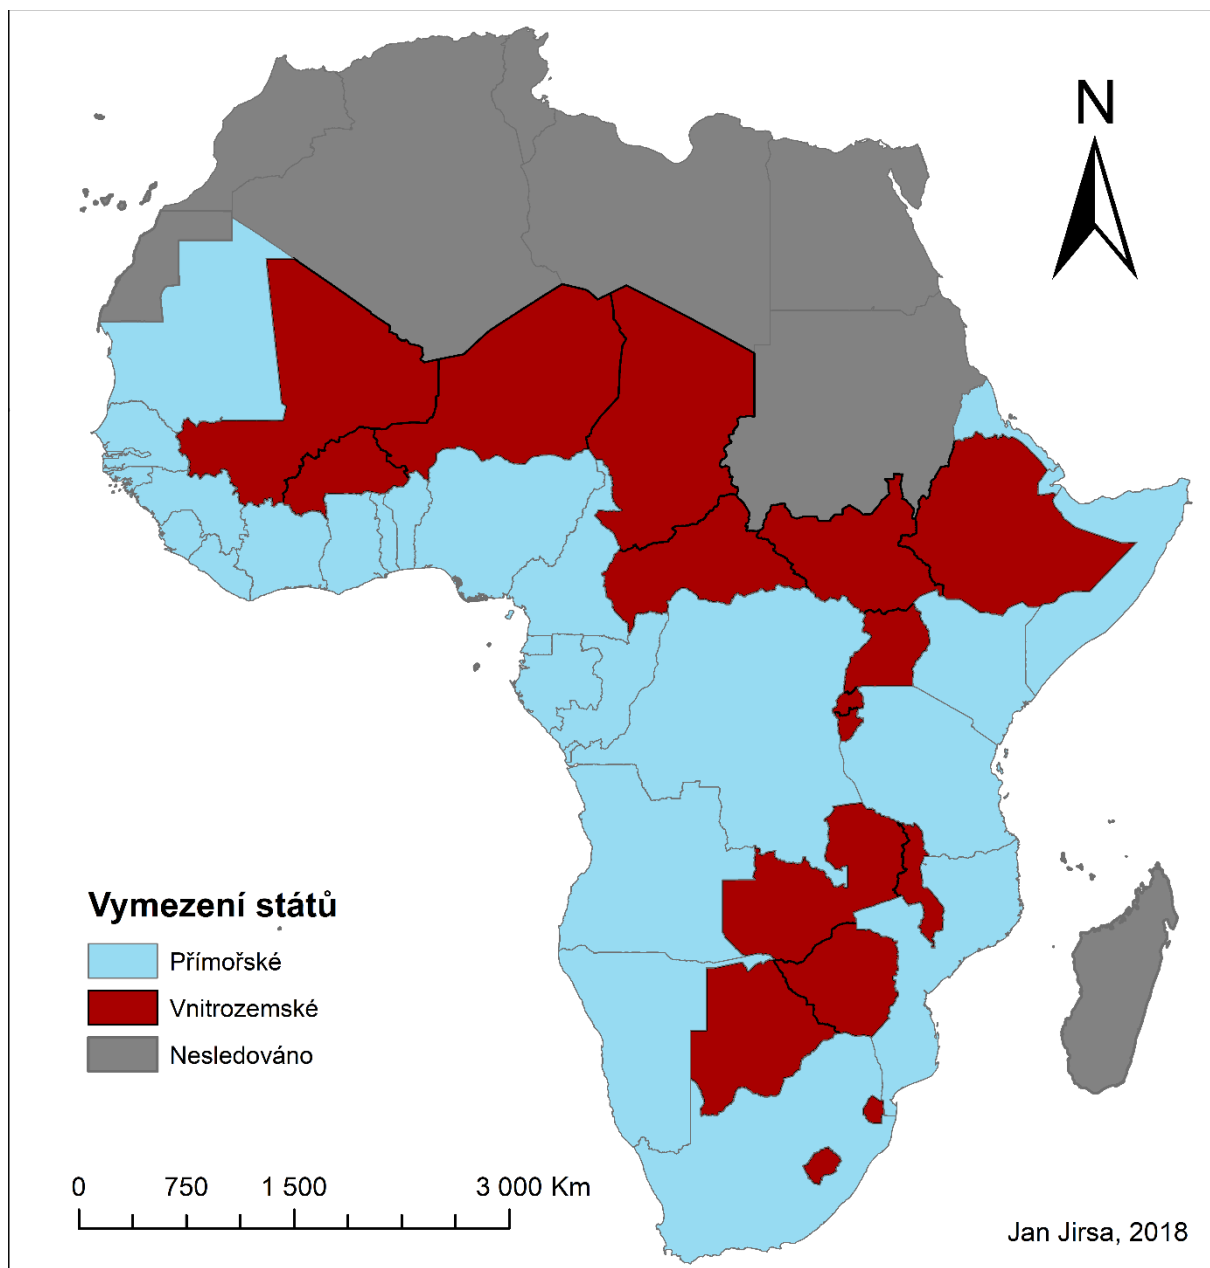 N
Vymezení států
Přímořské
Vnitrozemské
Nesledováno
0 750 1 500 3 000 Km
Jan Jirsa, 2018